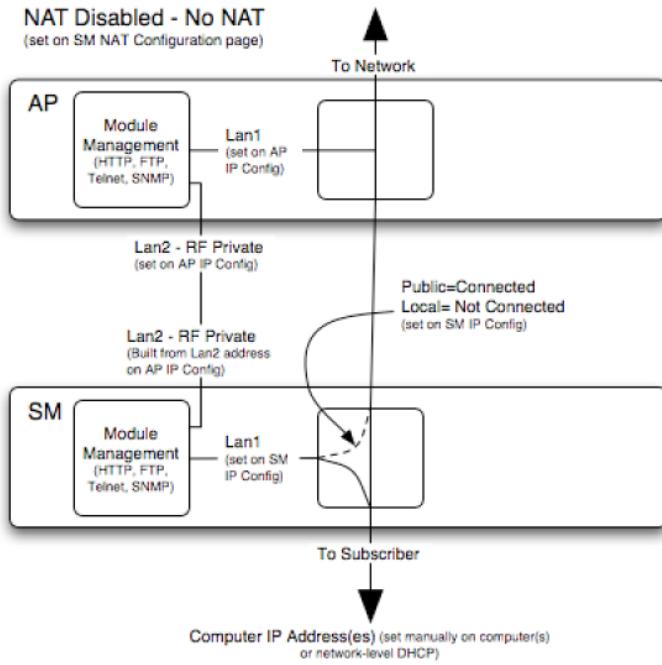 NAT Disabled - No NAT
(set on SM NAT Configuration page)
To Network
AP
Module
Management
(HTTP, FTP,
Telnet, SNMP)
Lan1
(set on AP
IP Config)
Lan2 - RF Private
(set on AP IP Config)
Public=Connected
Local= Not Connected
(set on SM IP Config)
Lan2 - RF Private
(Built from Lan2 address
on AP IP Config)
SM
Module
Management
(HTTP, FTP,
Telnet, SNMP)
Lan1
(set on SM
IP Config)
To Subscriber
Computer IP Address(es) (set manually on computer(s)
or network-level DHCP)